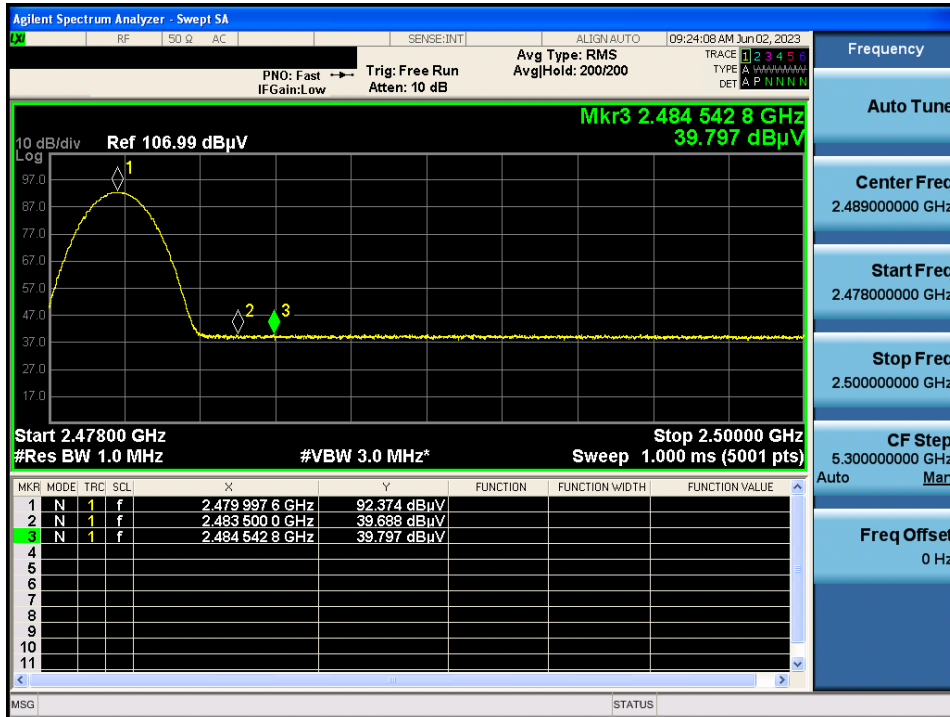 Agilent Spectrum Analyzer - Swept SA
LXI RF 50 Ω AC SENSE:INT ALIGN AUTO 09:24:08 AM Jun 02, 2023
PNO: Fast
IFGain:Low
Trig: Free Run
Atten: 10 dB
Avg Type: RMS
Avg|Hold: 200/200
TRACE 1 2 3 4 5 6
TYPE A WWWWW
DET A P N N N N
Mkr3 2.484 542 8 GHz
39.797 dBµV
10 dB/div Ref 106.99 dBµV
Log
97.0
87.0
77.0
67.0
57.0
47.0
37.0
27.0
17.0
1
2
3
Start 2.47800 GHz Stop 2.50000 GHz
#Res BW 1.0 MHz #VBW 3.0 MHz* Sweep 1.000 ms (5001 pts)
MKR MODE TRC SCL X Y FUNCTION FUNCTION WIDTH FUNCTION VALUE
1 N 1 f 2.479 997 6 GHz 92.374 dBµV
2 N 1 f 2.483 500 0 GHz 39.688 dBµV
3 N 1 f 2.484 542 8 GHz 39.797 dBµV
4
5
6
7
8
9
10
11
MSG STATUS
Frequency
Auto Tune
Center Freq
2.489000000 GHz
Start Freq
2.478000000 GHz
Stop Freq
2.500000000 GHz
CF Step
5.300000000 GHz
Auto Man
Freq Offset
0 Hz